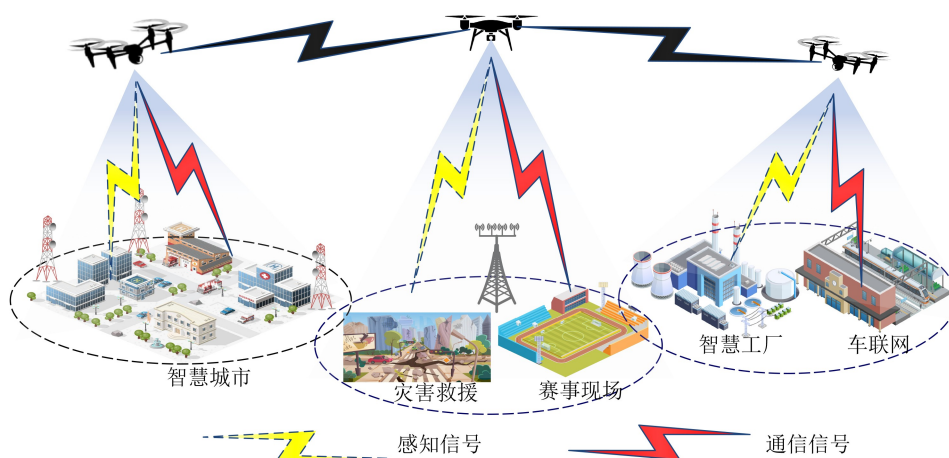 智慧城市
灾害救援
赛事现场
智慧工厂
车联网
感知信号
通信信号